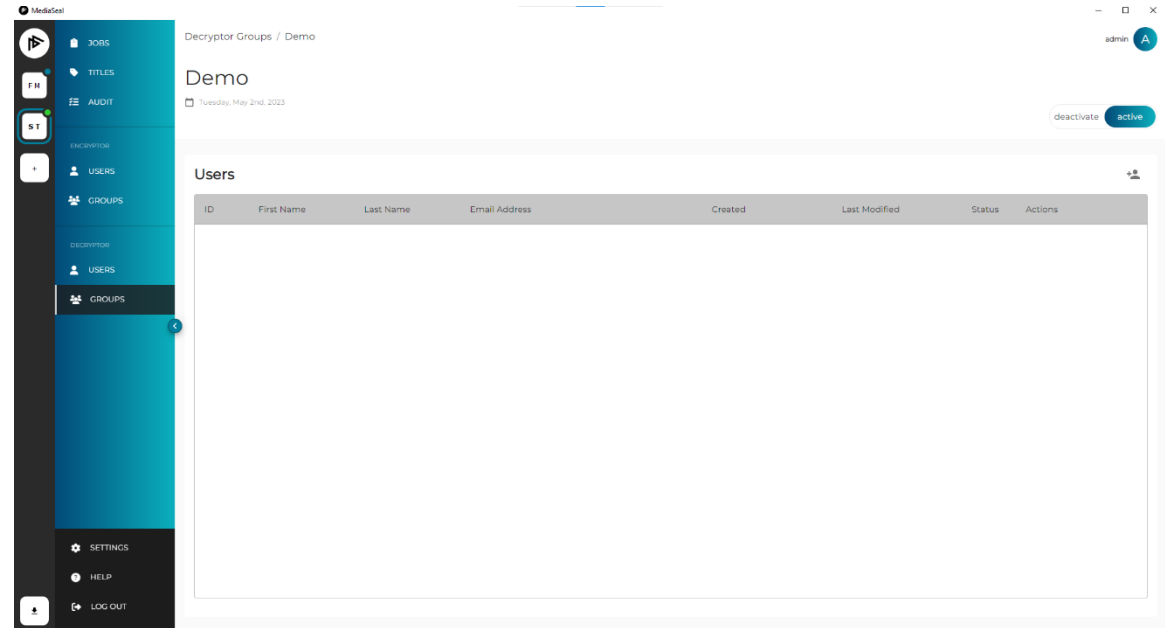 MediaSeal
FN
ST
+
JOBS
TITLES
AUDIT
ENCRYPTOR
USERS
GROUPS
DECRYPTOR
USERS
GROUPS
SETTINGS
HELP
LOG OUT
Decryptor Groups / Demo
admin A
Demo
Tuesday, May 2nd, 2023
deactivate active
Users
ID First Name Last Name Email Address Created Last Modified Status Actions